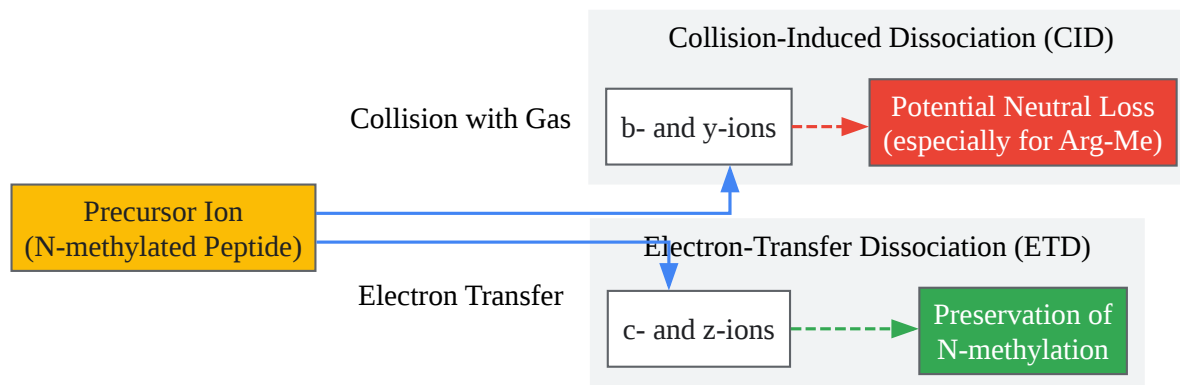 Collision-Induced Dissociation (CID)
Collision with Gas
b- and y-ions
Potential Neutral Loss
(especially for Arg-Me)
Precursor Ion
(N-methylated Peptide)
Electron-Transfer Dissociation (ETD)
Electron Transfer
c- and z-ions
Preservation of
N-methylation